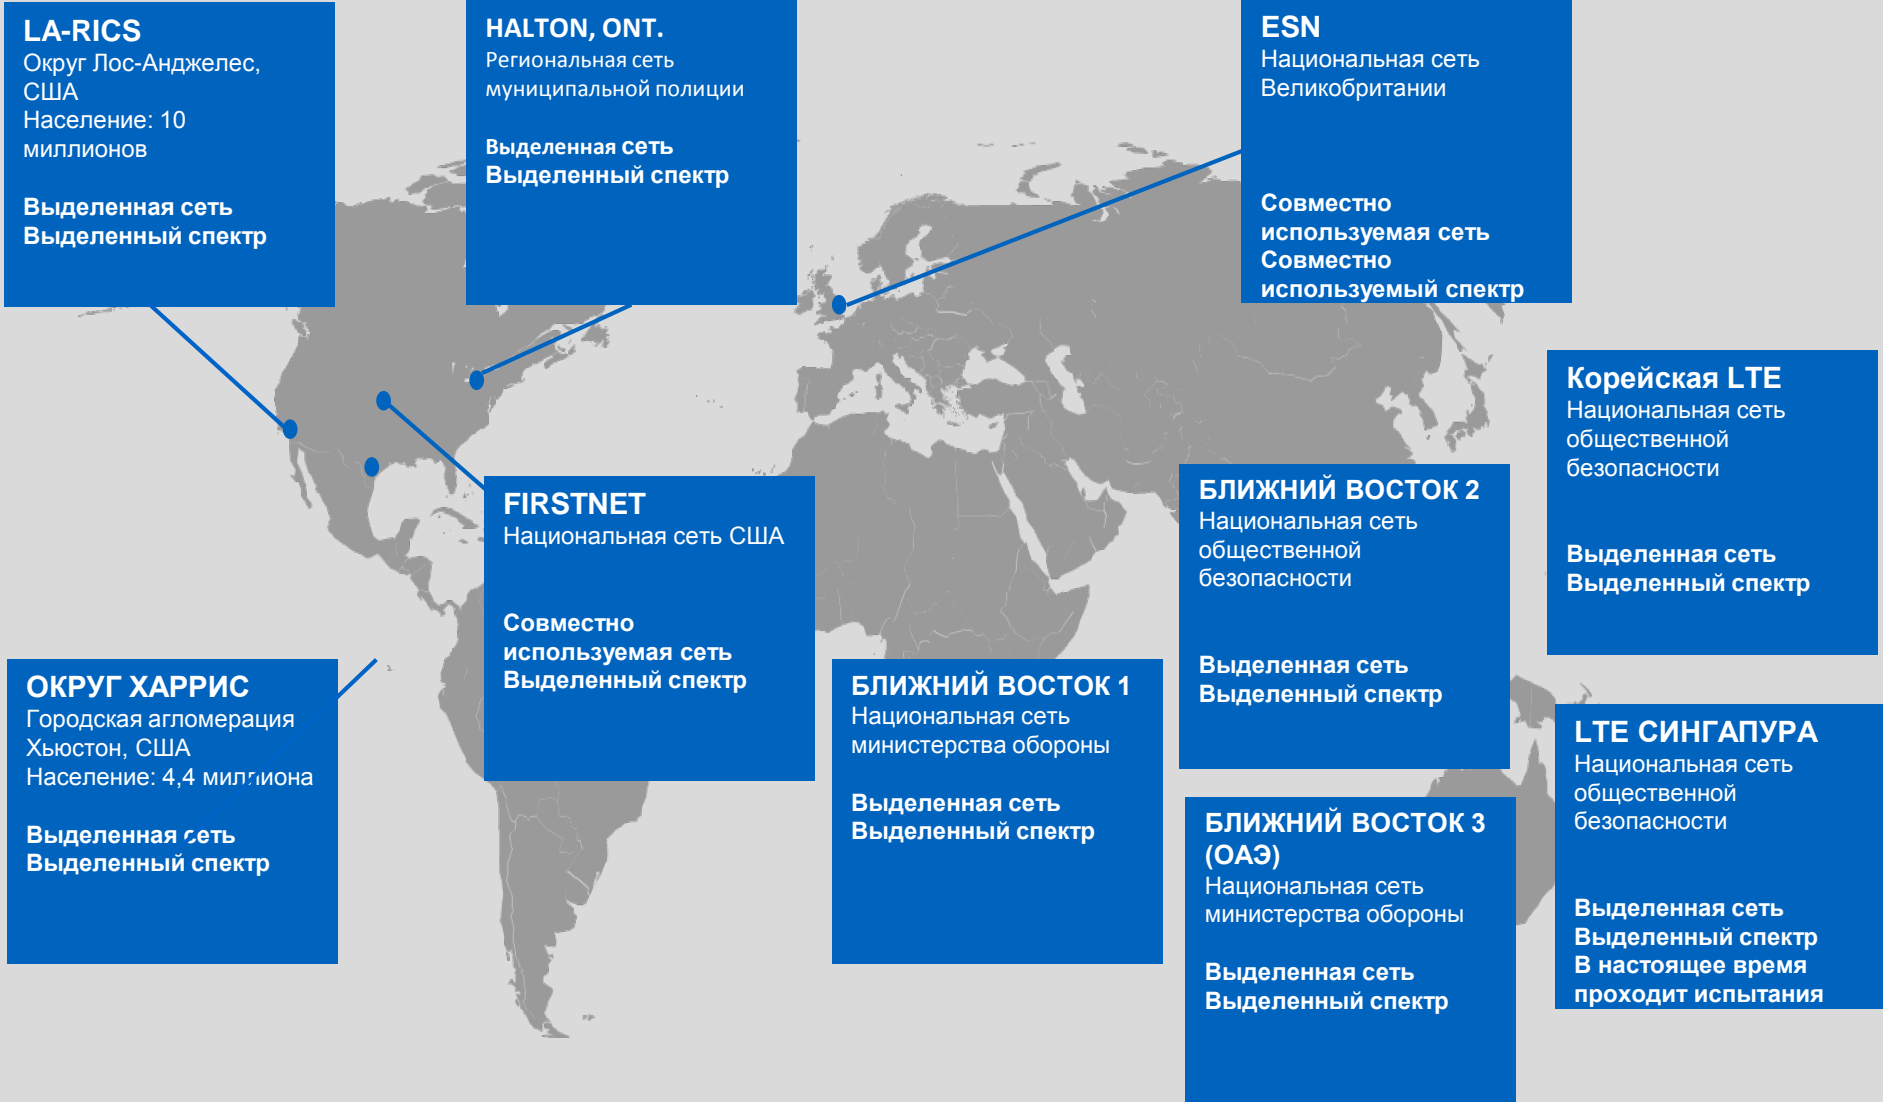 LA-RICS
Округ Лос-Анджелес,
США
Население: 10
миллионов
Выделенная сеть
Выделенный спектр
HALTON, ONT.
Региональная сеть
муниципальной полиции
Выделенная сеть
Выделенный спектр
ESN
Национальная сеть
Великобритании
Совместно
используемая сеть
Совместно
используемый спектр
Корейская LTE
Национальная сеть
общественной
безопасности
Выделенная сеть
Выделенный спектр
FIRSTNET
Национальная сеть США
Совместно
используемая сеть
Выделенный спектр
БЛИЖНИЙ ВОСТОК 2
Национальная сеть
общественной
безопасности
Выделенная сеть
Выделенный спектр
ОКРУГ ХАРРИС
Городская агломерация
Хьюстон, США
Население: 4,4 миллиона
Выделенная сеть
Выделенный спектр
БЛИЖНИЙ ВОСТОК 1
Национальная сеть
министерства обороны
Выделенная сеть
Выделенный спектр
БЛИЖНИЙ ВОСТОК 3
(ОАЭ)
Национальная сеть
министерства обороны
Выделенная сеть
Выделенный спектр
LTE СИНГАПУРА
Национальная сеть
общественной
безопасности
Выделенная сеть
Выделенный спектр
В настоящее время
проходит испытания